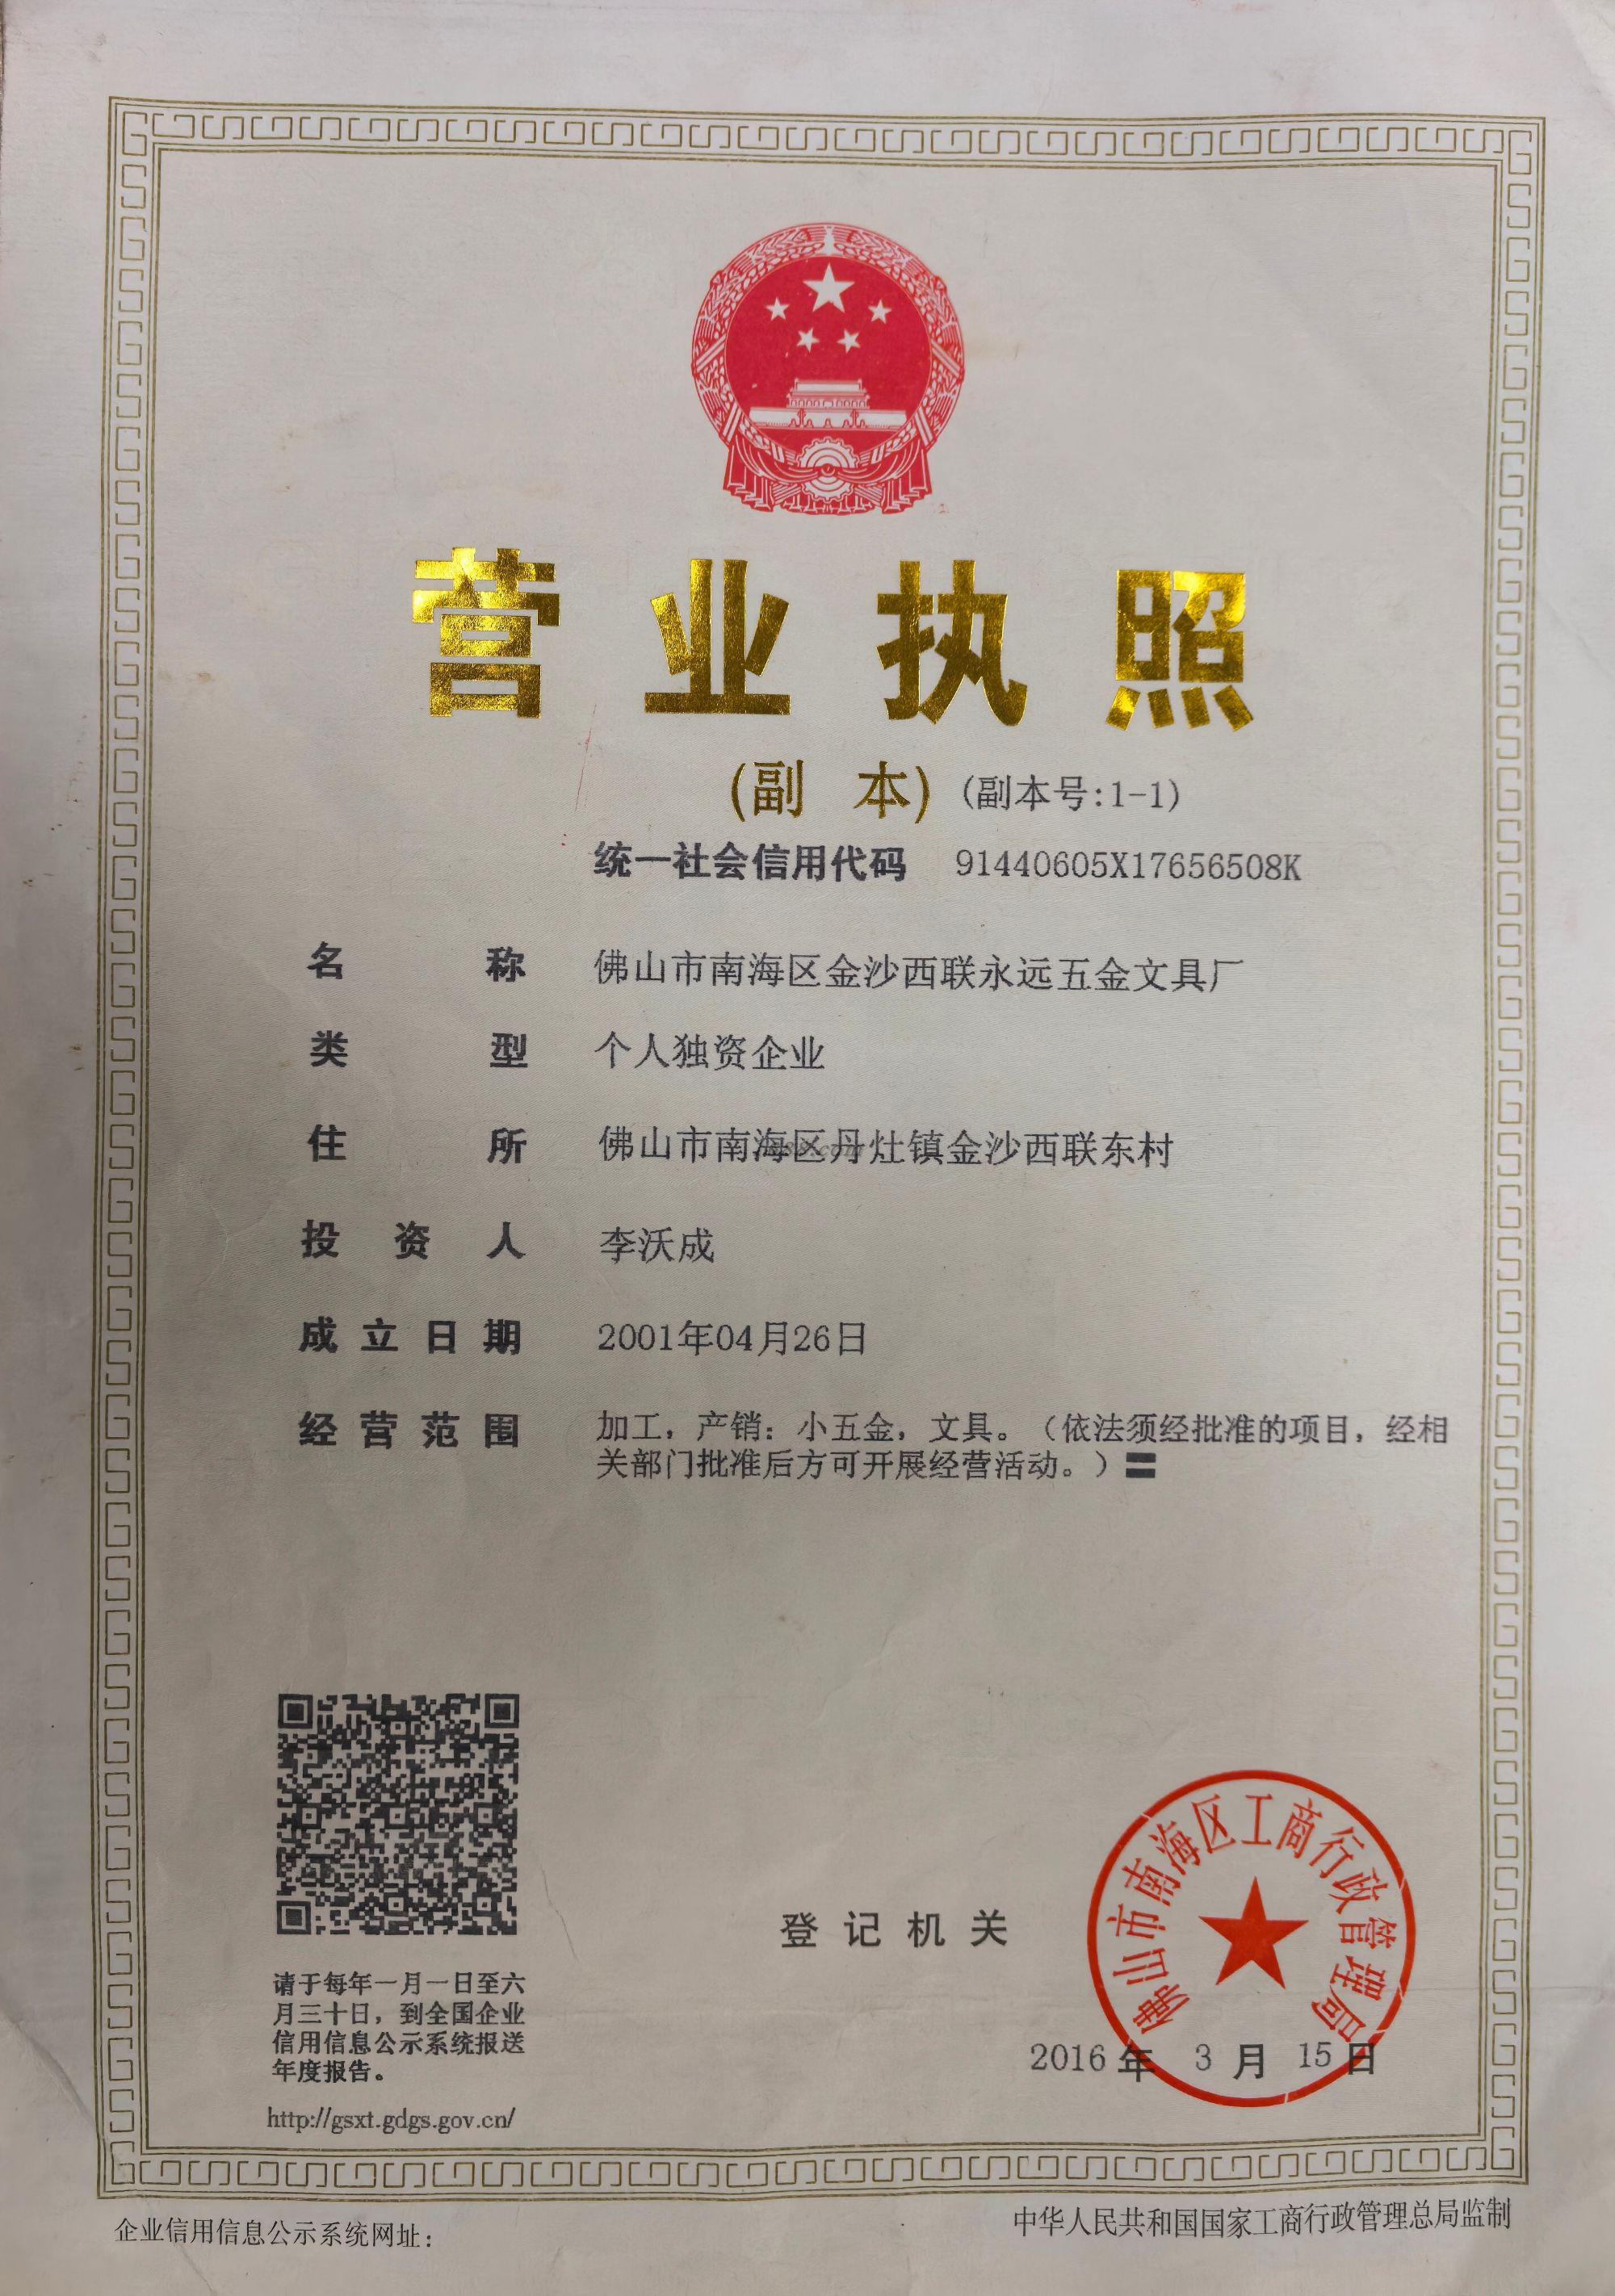 营业执照
(副 本) (副本号:1-1)
统一社会信用代码 91440605X17656508K
名称 佛山市南海区金沙西联永远五金文具厂
类型 个人独资企业
住所 佛山市南海区丹灶镇金沙西联东村
投资人 李沃成
成立日期 2001年04月26日
经营范围 加工，产销：小五金，文具。（依法须经批准的项目，经相
关部门批准后方可开展经营活动。）〓
请于每年一月一日至六
月三十日，到全国企业
信用信息公示系统报送
年度报告。
http://gsxt.gdgs.gov.cn/
登记机关
佛山市南海区工商行政管理局
2016年 3月 15日
企业信用信息公示系统网址：
中华人民共和国国家工商行政管理总局监制